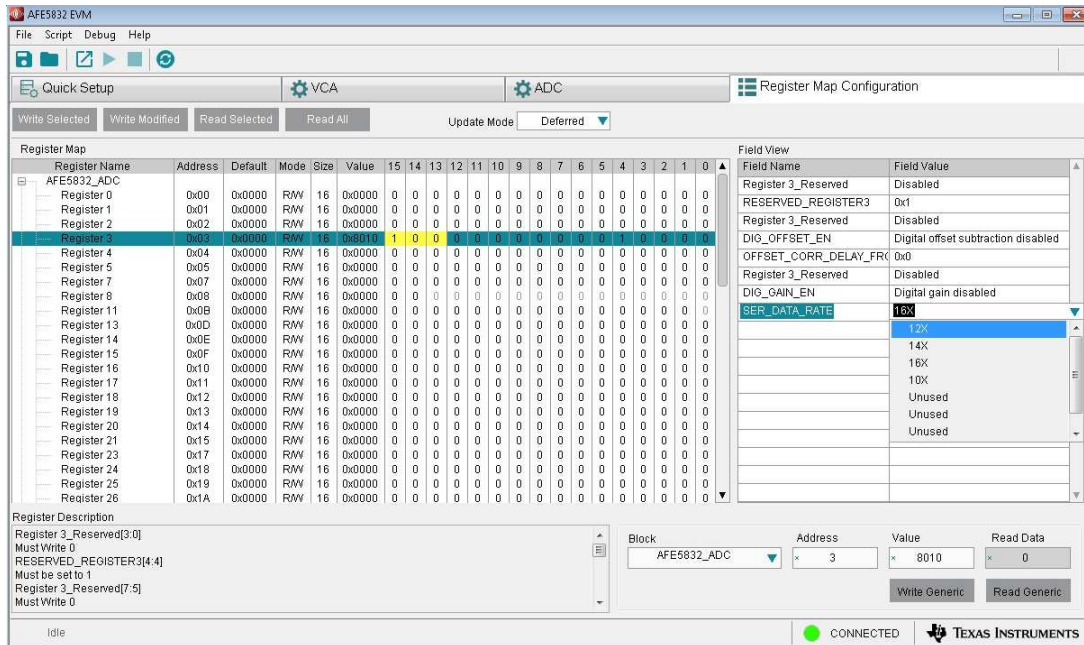 AFE5832 EVM
File Script Debug Help
Quick Setup VCA ADC Register Map Configuration
Write Selected Write Modified Read Selected Read All Update Mode Deferred
Register Map
Register Name Address Default Mode Size Value 15 14 13 12 11 10 9 8 7 6 5 4 3 2 1 0
AFE5832_ADC
Register 0 0x00 0x0000 R/W 16 0x0000 0 0 0 0 0 0 0 0 0 0 0 0 0 0 0 0
Register 1 0x01 0x0000 R/W 16 0x0000 0 0 0 0 0 0 0 0 0 0 0 0 0 0 0 0
Register 2 0x02 0x0000 R/W 16 0x0000 0 0 0 0 0 0 0 0 0 0 0 0 0 0 0 0
Register 3 0x03 0x0000 R/W 16 0x8010 1 0 0 0 0 0 0 0 0 0 0 1 0 0 0 0
Register 4 0x04 0x0000 R/W 16 0x0000 0 0 0 0 0 0 0 0 0 0 0 0 0 0 0 0
Register 5 0x05 0x0000 R/W 16 0x0000 0 0 0 0 0 0 0 0 0 0 0 0 0 0 0 0
Register 7 0x07 0x0000 R/W 16 0x0000 0 0 0 0 0 0 0 0 0 0 0 0 0 0 0 0
Register 8 0x08 0x0000 R/W 16 0x0000 0 0 0 0 0 0 0 0 0 0 0 0 0 0 0 0
Register 11 0x0B 0x0000 R/W 16 0x0000 0 0 0 0 0 0 0 0 0 0 0 0 0 0 0 0
Register 13 0x0D 0x0000 R/W 16 0x0000 0 0 0 0 0 0 0 0 0 0 0 0 0 0 0 0
Register 14 0x0E 0x0000 R/W 16 0x0000 0 0 0 0 0 0 0 0 0 0 0 0 0 0 0 0
Register 15 0x0F 0x0000 R/W 16 0x0000 0 0 0 0 0 0 0 0 0 0 0 0 0 0 0 0
Register 16 0x10 0x0000 R/W 16 0x0000 0 0 0 0 0 0 0 0 0 0 0 0 0 0 0 0
Register 17 0x11 0x0000 R/W 16 0x0000 0 0 0 0 0 0 0 0 0 0 0 0 0 0 0 0
Register 18 0x12 0x0000 R/W 16 0x0000 0 0 0 0 0 0 0 0 0 0 0 0 0 0 0 0
Register 19 0x13 0x0000 R/W 16 0x0000 0 0 0 0 0 0 0 0 0 0 0 0 0 0 0 0
Register 20 0x14 0x0000 R/W 16 0x0000 0 0 0 0 0 0 0 0 0 0 0 0 0 0 0 0
Register 21 0x15 0x0000 R/W 16 0x0000 0 0 0 0 0 0 0 0 0 0 0 0 0 0 0 0
Register 23 0x17 0x0000 R/W 16 0x0000 0 0 0 0 0 0 0 0 0 0 0 0 0 0 0 0
Register 24 0x18 0x0000 R/W 16 0x0000 0 0 0 0 0 0 0 0 0 0 0 0 0 0 0 0
Register 25 0x19 0x0000 R/W 16 0x0000 0 0 0 0 0 0 0 0 0 0 0 0 0 0 0 0
Register 26 0x1A 0x0000 R/W 16 0x0000 0 0 0 0 0 0 0 0 0 0 0 0 0 0 0 0
Field View
Field Name Field Value
Register 3_Reserved Disabled
RESERVED_REGISTER3 0x1
Register 3_Reserved Disabled
DIG_OFFSET_EN Digital offset subtraction disabled
OFFSET_CORR_DELAY_FR( 0x0
Register 3_Reserved Disabled
DIG_GAIN_EN Digital gain disabled
SER_DATA_RATE 16X
12X
14X
16X
10X
Unused
Unused
Unused
Register Description
Register 3_Reserved[3:0]
Must Write 0
RESERVED_REGISTER3[4:4]
Must be set to 1
Register 3_Reserved[7:5]
Must Write 0
Block Address Value Read Data
AFE5832_ADC x 3 x 8010 x 0
Write Generic Read Generic
Idle CONNECTED TEXAS INSTRUMENTS